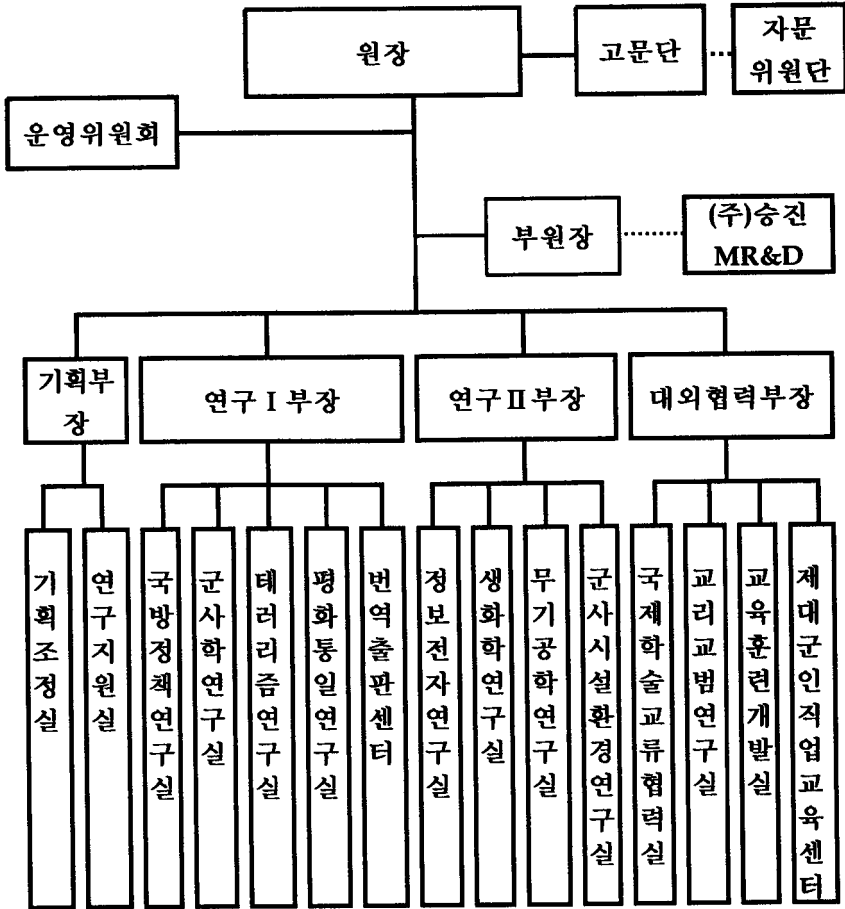 원장
고문단
자문
위원단
운영위원회
부원장
(주)승진
MR&D
기획부
장
연구 I 부장
연구 II 부장
대외협력부장
기획조정실
연구지원실
국방정책연구실
군사학연구실
테러리즘연구실
평화통일연구실
번역출판센터
정보전자연구실
생화학연구실
무기공학연구실
군사시설환경연구실
국제학술교류협력실
교리교범연구실
교육훈련개발실
제대군인직업교육센터